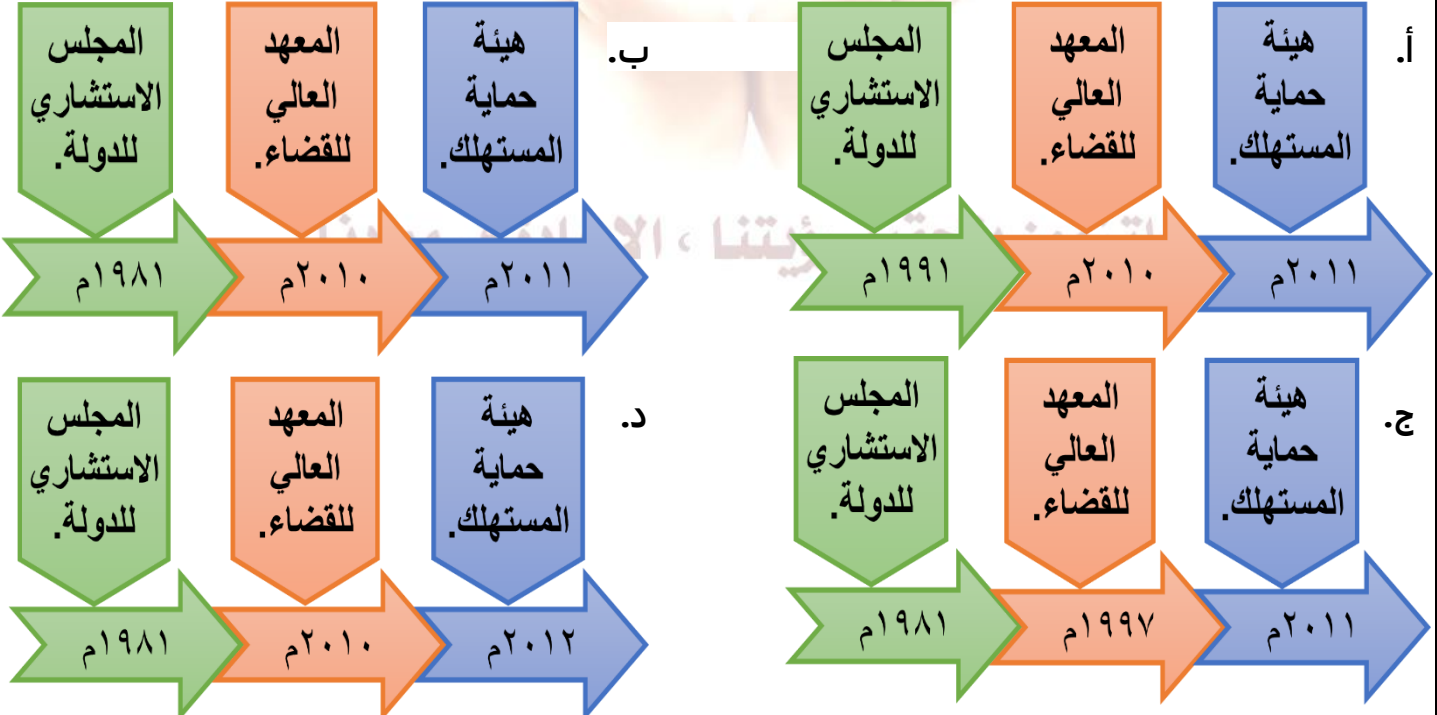 أ.
هيئة
حماية
المستهلك.
المعهد
العالي
للقضاء.
المجلس
الاستشاري
للدولة.
٢٠١١م
٢٠١٠م
١٩٩١م
ب.
هيئة
حماية
المستهلك.
المعهد
العالي
للقضاء.
المجلس
الاستشاري
للدولة.
٢٠١١م
٢٠١٠م
١٩٨١م
ج.
هيئة
حماية
المستهلك.
المعهد
العالي
للقضاء.
المجلس
الاستشاري
للدولة.
٢٠١١م
١٩٩٧م
١٩٨١م
د.
هيئة
حماية
المستهلك.
المعهد
العالي
للقضاء.
المجلس
الاستشاري
للدولة.
٢٠١٢م
٢٠١٠م
١٩٨١م